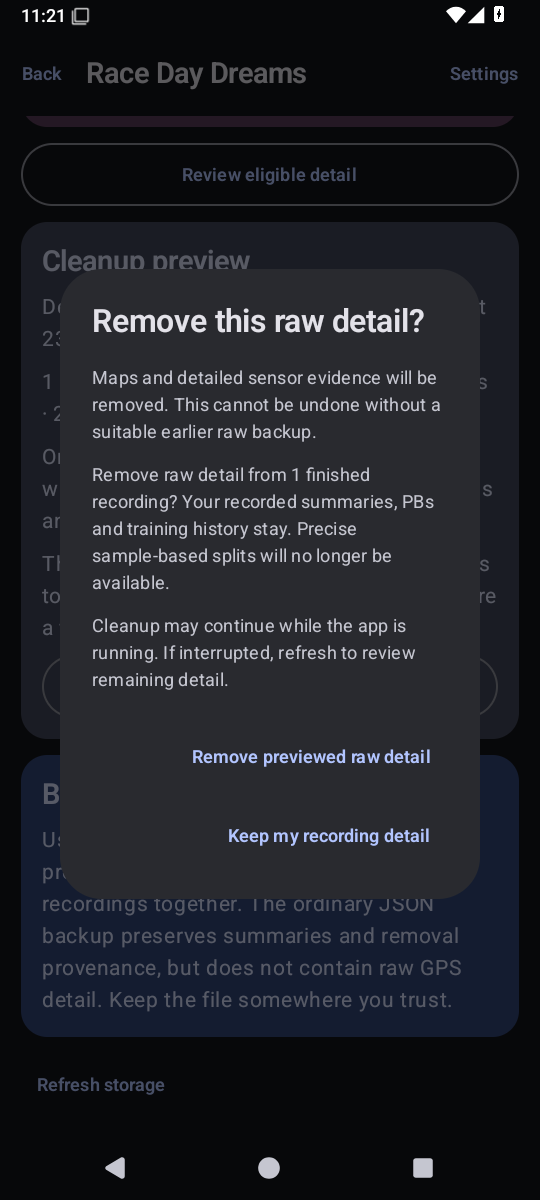 11:21
Back Race Day Dreams Settings
Review eligible detail
Cleanup preview
Remove this raw detail?
Maps and detailed sensor evidence will be
removed. This cannot be undone without a
suitable earlier raw backup.
Remove raw detail from 1 finished
recording? Your recorded summaries, PBs
and training history stay. Precise
sample-based splits will no longer be
available.
Cleanup may continue while the app is
running. If interrupted, refresh to review
remaining detail.
Remove previewed raw detail
Keep my recording detail
recordings together. The ordinary JSON
backup preserves summaries and removal
provenance, but does not contain raw GPS
detail. Keep the file somewhere you trust.
Refresh storage